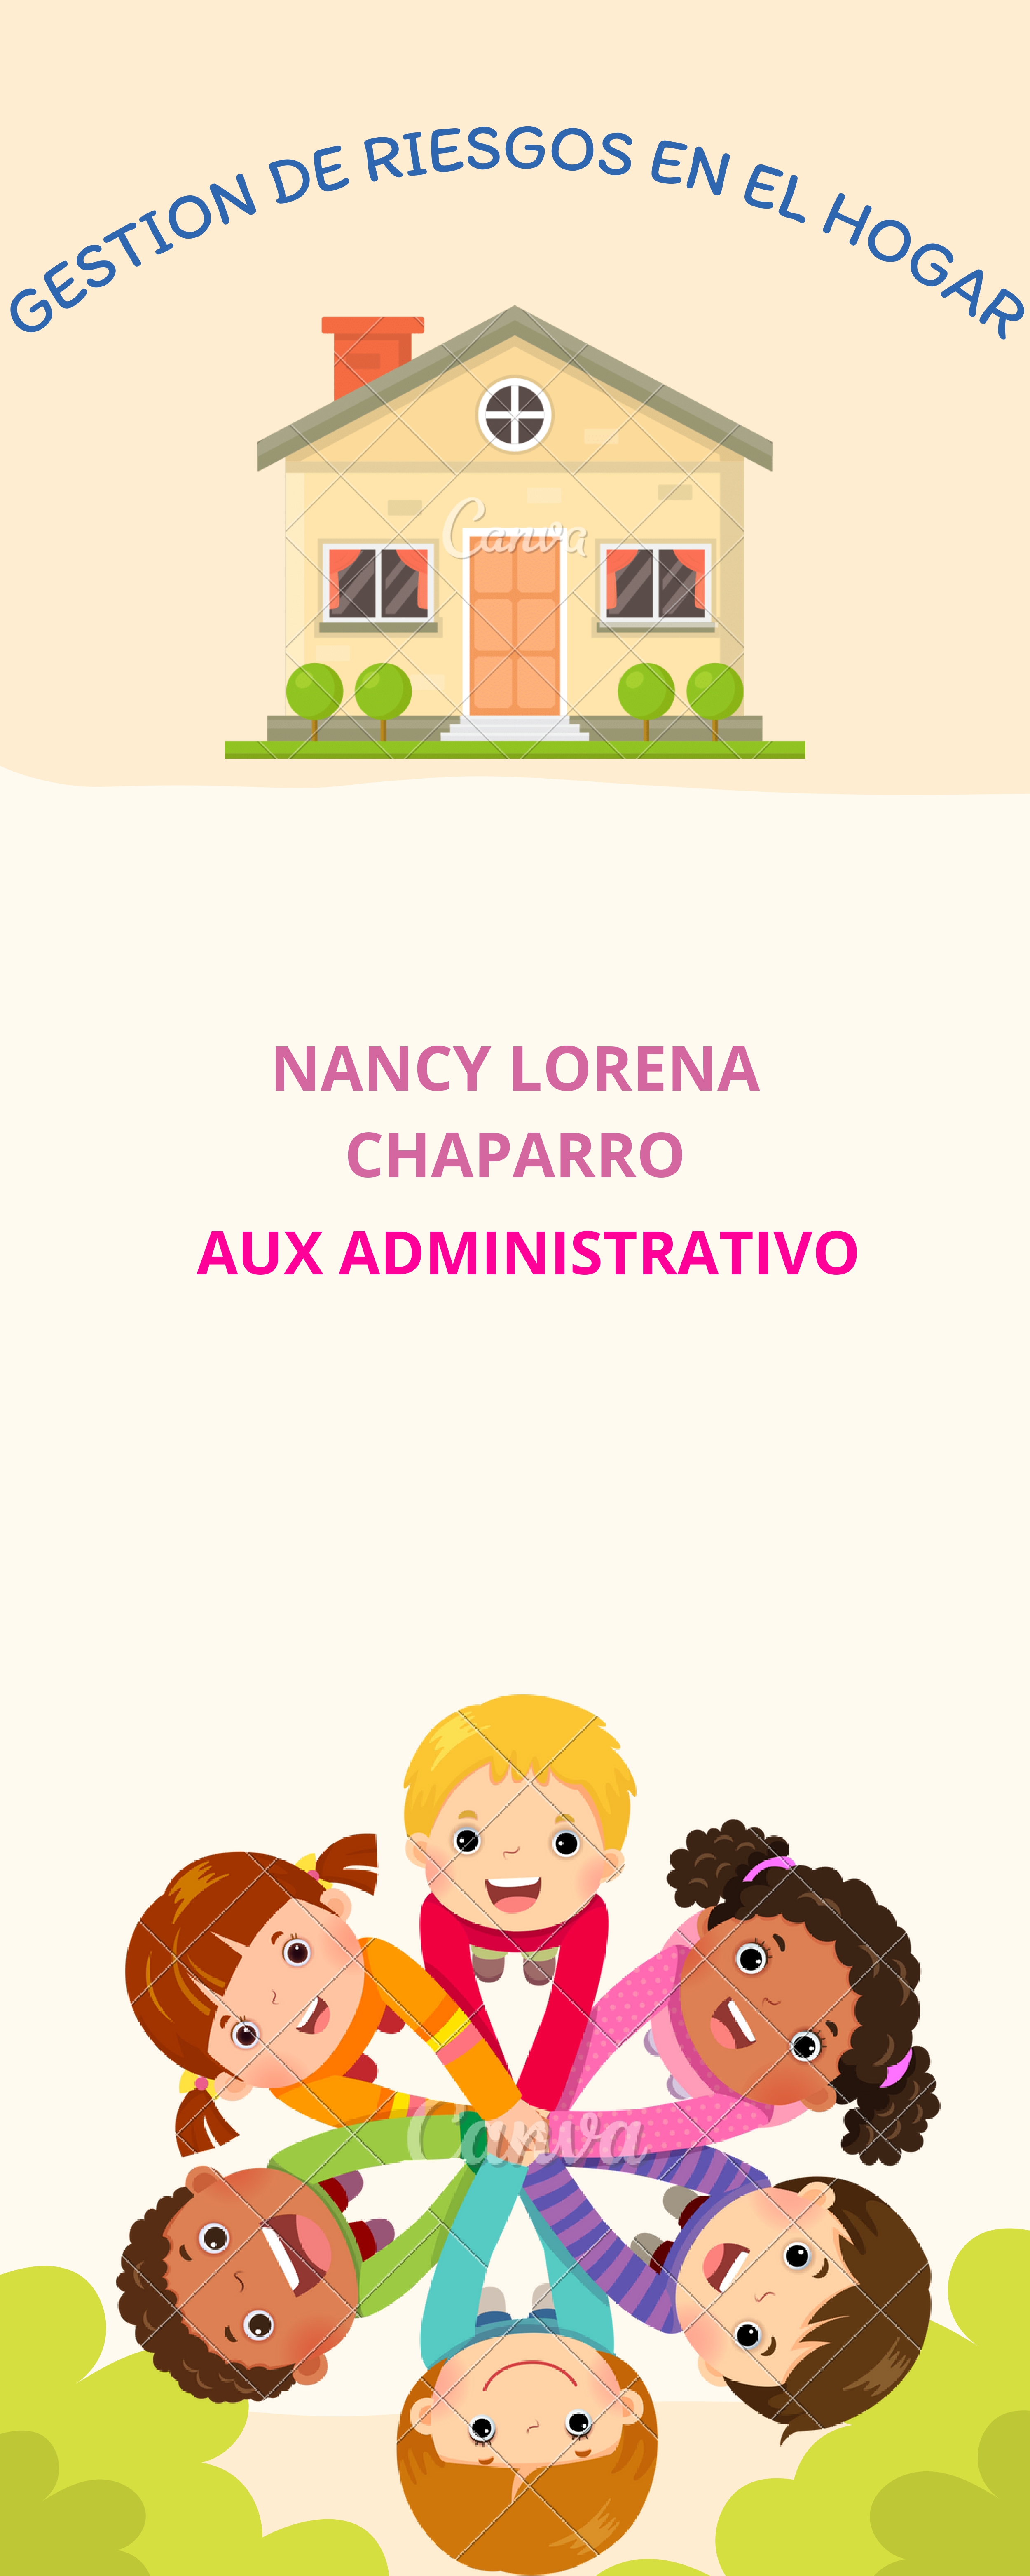 GESTION DE RIESGOS EN EL HOGAR
Canva
NANCY LORENA
CHAPARRO
AUX ADMINISTRATIVO
Canva